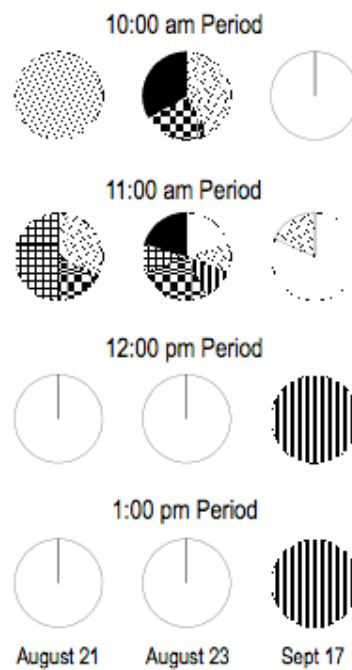 10:00 am Period
11:00 am Period
12:00 pm Period
1:00 pm Period
August 21 August 23 Sept 17